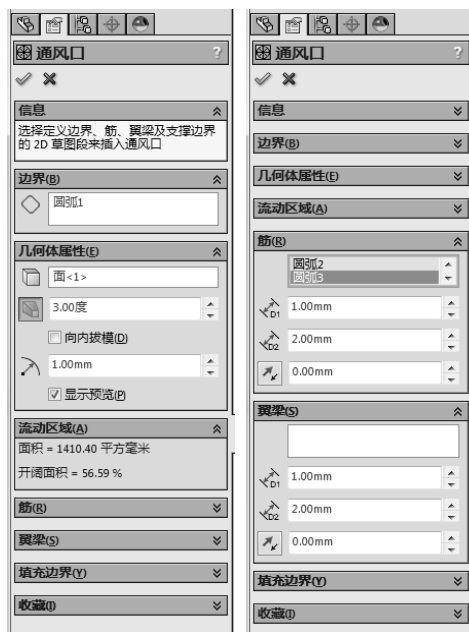 通风口
?
信息
选择定义边界、筋、翼梁及支撑边界
的 2D 草图段来插入通风口
边界(B)
圆弧1
几何体属性(E)
面<1>
3.00度
向内拔模(D)
1.00mm
显示预览(P)
流动区域(A)
面积 = 1410.40 平方毫米
开阔面积 = 56.59 %
筋(R)
翼梁(S)
填充边界(Y)
收藏(I)
通风口
?
信息
边界(B)
几何体属性(E)
流动区域(A)
筋(R)
圆弧2
圆弧3
D1 1.00mm
D2 2.00mm
0.00mm
翼梁(S)
D1 1.00mm
D2 2.00mm
0.00mm
填充边界(Y)
收藏(I)